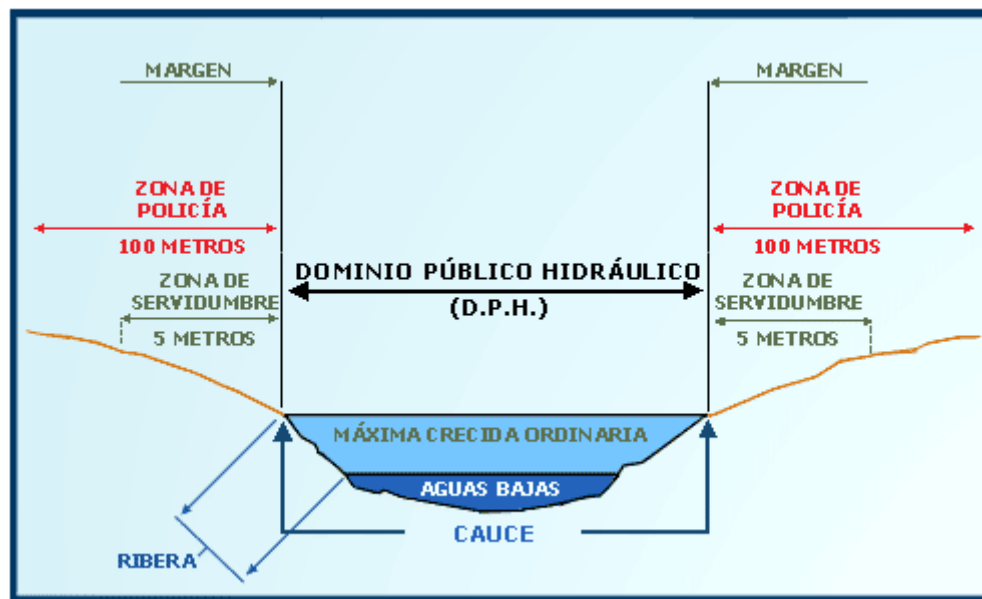 MARGEN
MARGEN
ZONA DE
POLICÍA
100 METROS
ZONA DE
POLICÍA
100 METROS
DOMINIO PÚBLICO HIDRÁULICO
(D.P.H.)
ZONA DE
SERVIDUMBRE
5 METROS
ZONA DE
SERVIDUMBRE
5 METROS
MÁXIMA CRECIDA ORDINARIA
AGUAS BAJAS
CAUCE
RIBERA